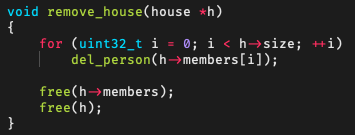 void remove_house(house *h)
{
    for (uint32_t i = 0; i < h->size; ++i)
        del_person(h->members[i]);

    free(h->members);
    free(h);
}